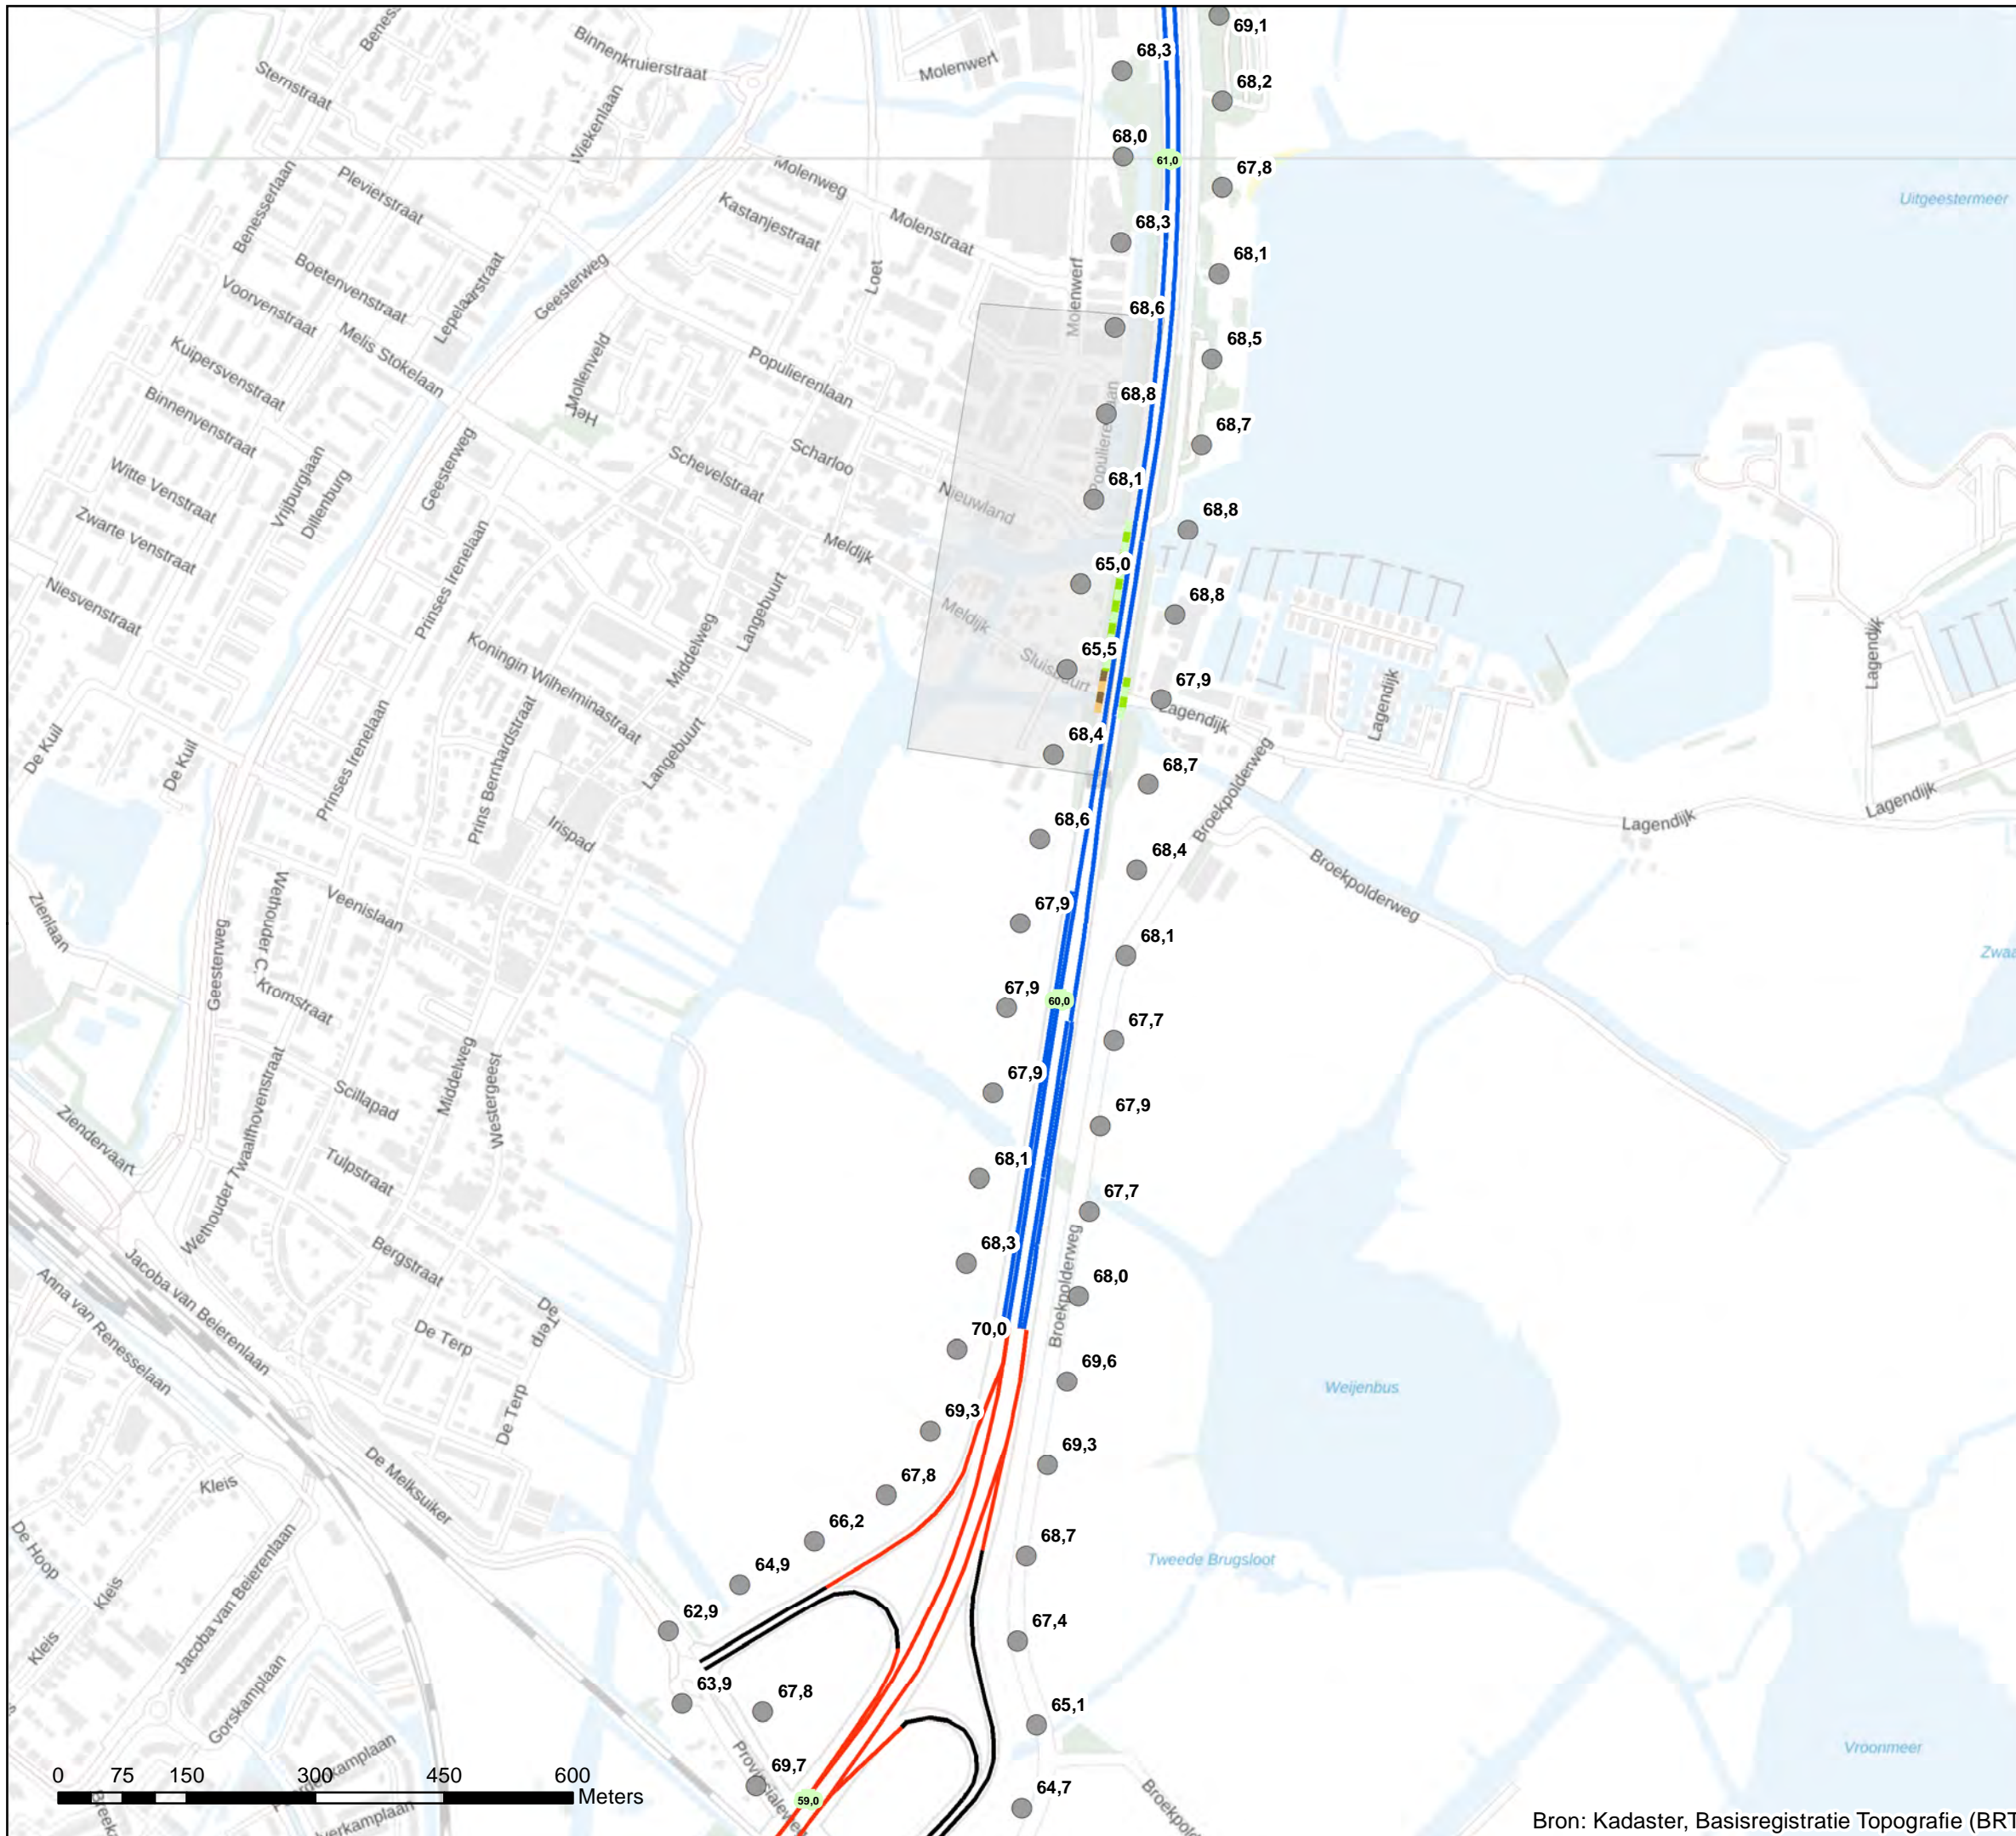 69,1
68,3
68,2
68,0
61,0
67,8
68,3
68,1
68,6
68,5
68,8
68,7
68,1
68,8
65,0
68,8
65,5
67,9
68,4
68,7
68,6
68,4
67,9
68,1
67,9
60,0
67,7
67,9
67,9
68,1
67,7
68,3
68,0
70,0
69,6
69,3
69,3
67,8
66,2
68,7
64,9
62,9
67,4
63,9
67,8
65,1
69,7
59,0
64,7
Binnenkruierstraat
Molenwerf
Sternstraat
Wiekenlaan
Benesserlaan
Plevierstraat
Molenweg
Kastanjestraat
Molenstraat
Uitgeestermeer
Boetenvenstraat
Lepelaarstraat
Geesterweg
Loet
Molenwerf
Voorvenstraat
Melis Stokelaan
Kuipersvenstraat
Het
Mollenveld
Populierenlaan
Binnenvenstraat
Scharloo
Schevelstraat
Geesterweg
Vrijburglaan
Witte Venstraat
Dillenburg
Nieuwland
Zwarte Venstraat
Meldijk
Niesvenstraat
Prinses Irenelaan
Langebuurt
Meldijk
Middelweg
Koningin Wilhelminastraat
Lagendijk
Lagendijk
Lagendijk
De Kuil
De Kuil
Prinses Irenelaan
Prins Bernhardstraat
Langebuurt
Broekpolderweg
Lagendijk
Lagendijk
Irispad
Broekpolderweg
Veenislaan
Wethouder C.
Zienlaan
Geesterweg
Kromstraat
Scillapad
Middelweg
Westergeest
Ziendervaart
Wethouder Twaalfhovenstraat
Tulpstraat
Bergstraat
Jacoba van Beierenlaan
Anna van Renesselaan
De Terp
De Terp
De Terp
Broekpolderweg
Weijenbus
De Melksuiker
Kleis
De Hoop
Kleis
Kleis
Jacoba van Beierenlaan
Tweede Brugsloot
Gorskamplaan
Vroonmeer
0 75 150 300 450 600
Meters
Bron: Kadaster, Basisregistratie Topografie (BRT